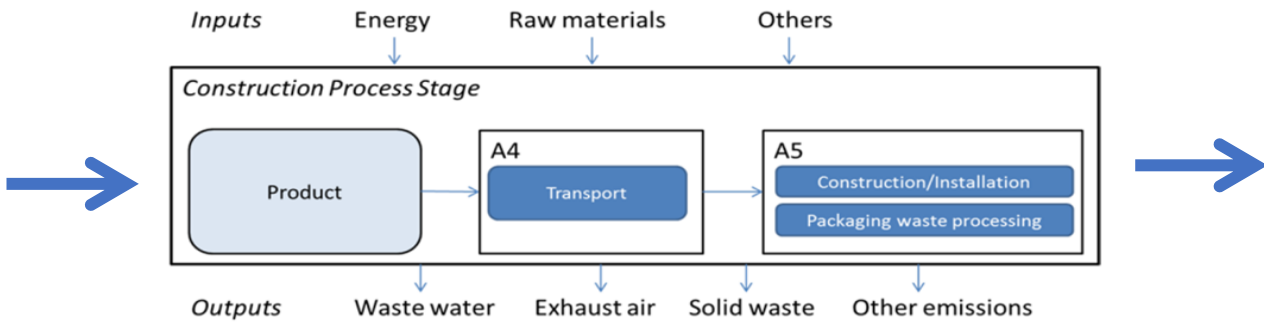 Inputs Energy Raw materials Others
Construction Process Stage
Product
A4
Transport
A5
Construction/Installation
Packaging waste processing
Outputs Waste water Exhaust air Solid waste Other emissions